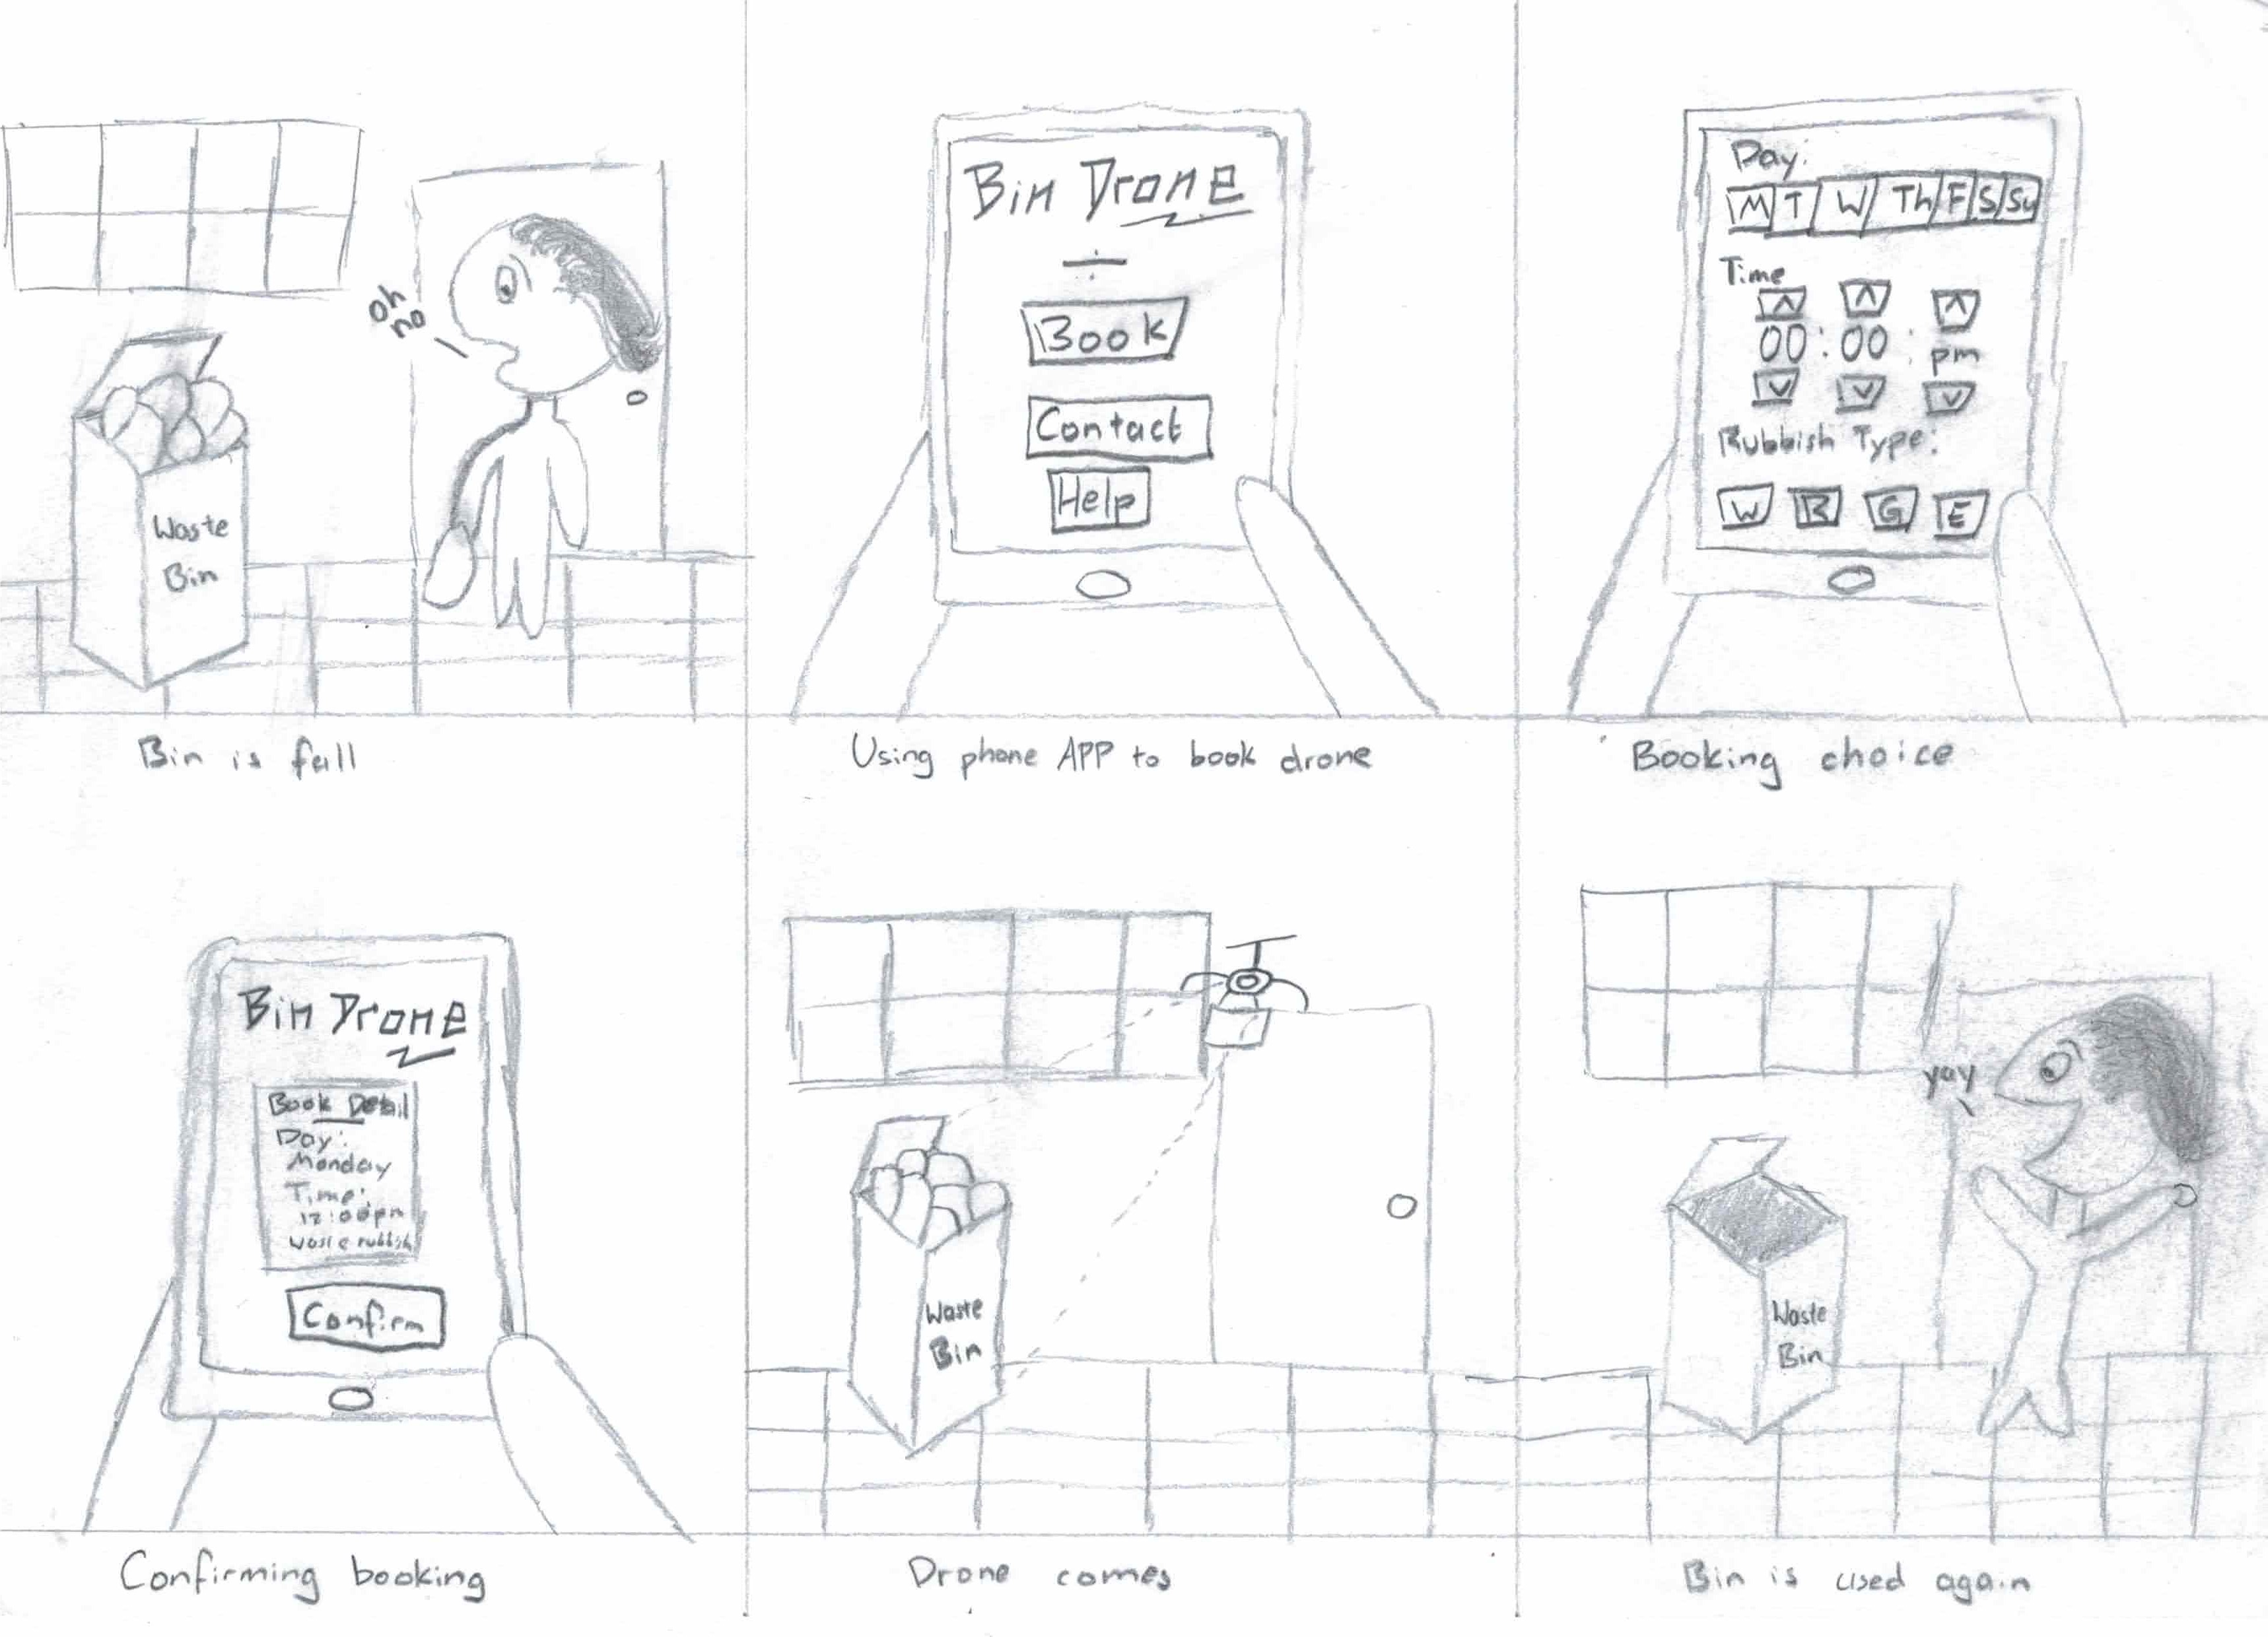 oh
no
Waste
Bin
Bin is full
Bin Drone
Book
Contact
Help
Using phone APP to book drone
Day:
M T W Th F S Su
Time
00:00: pm
Rubbish Type:
W R G E
Booking choice
Bin Drone
Book Detail
Day:
Monday
Time:
12:00pm
Waste rubbish
Confirm
Confirming booking
Waste
Bin
Drone comes
yay
Waste
Bin
Bin is used again